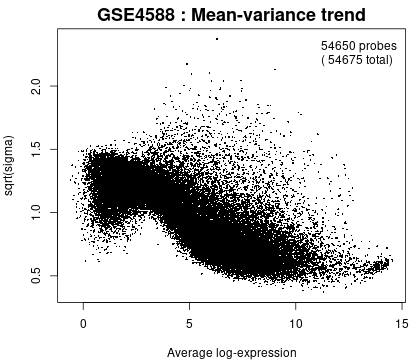 GSE4588 : Mean-variance trend
54650 probes
( 54675 total)
sqrt(sigma)
2.0
1.5
1.0
0.5
0
5
10
15
Average log-expression